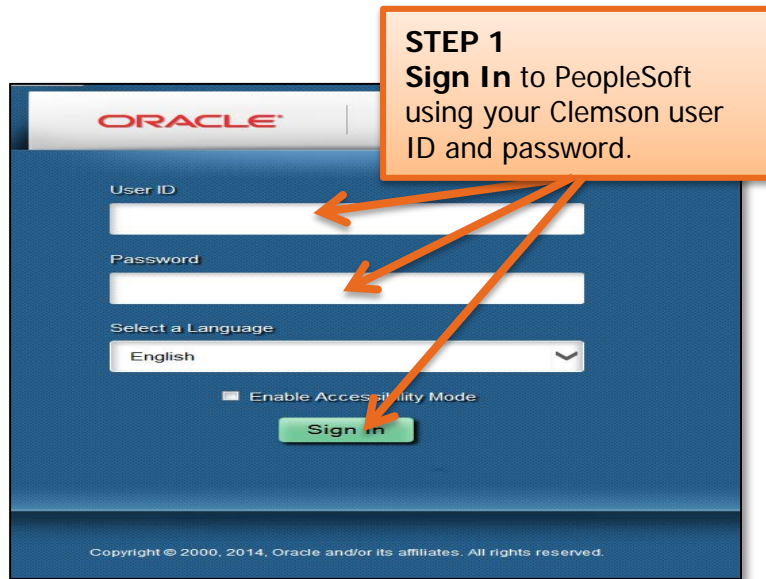 STEP 1
Sign In to PeopleSoft
using your Clemson user
ID and password.
ORACLE®
User ID
Password
Select a Language
English
Enable Accessibility Mode
Sign In
Copyright © 2000, 2014, Oracle and/or its affiliates. All rights reserved.